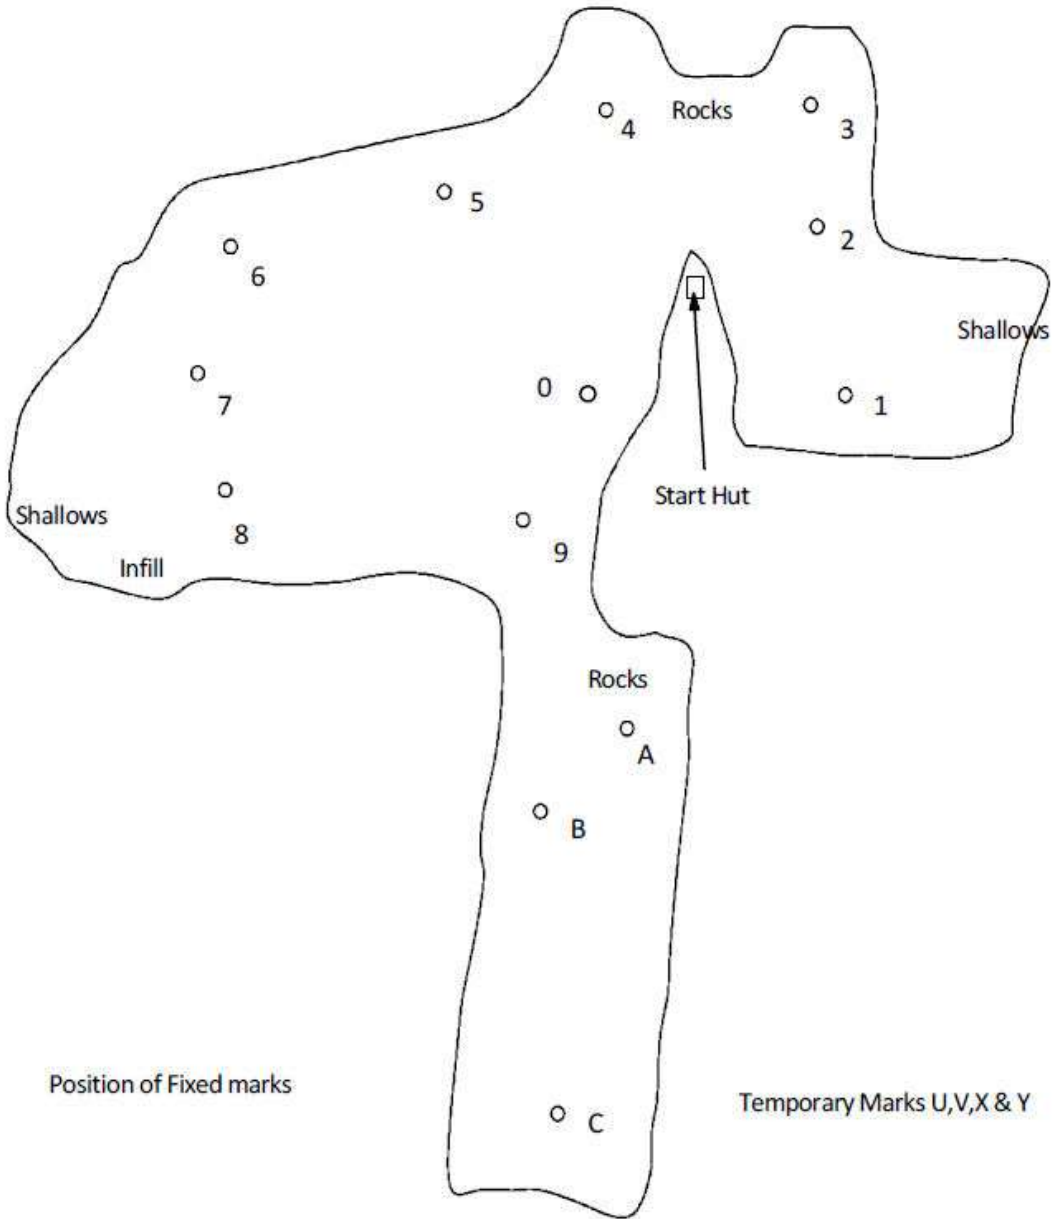 Rocks
4
3
5
2
6
Shallows
0
7
1
Start Hut
Shallows
8
9
Infill
Rocks
A
B
Position of Fixed marks
Temporary Marks U,V,X & Y
C